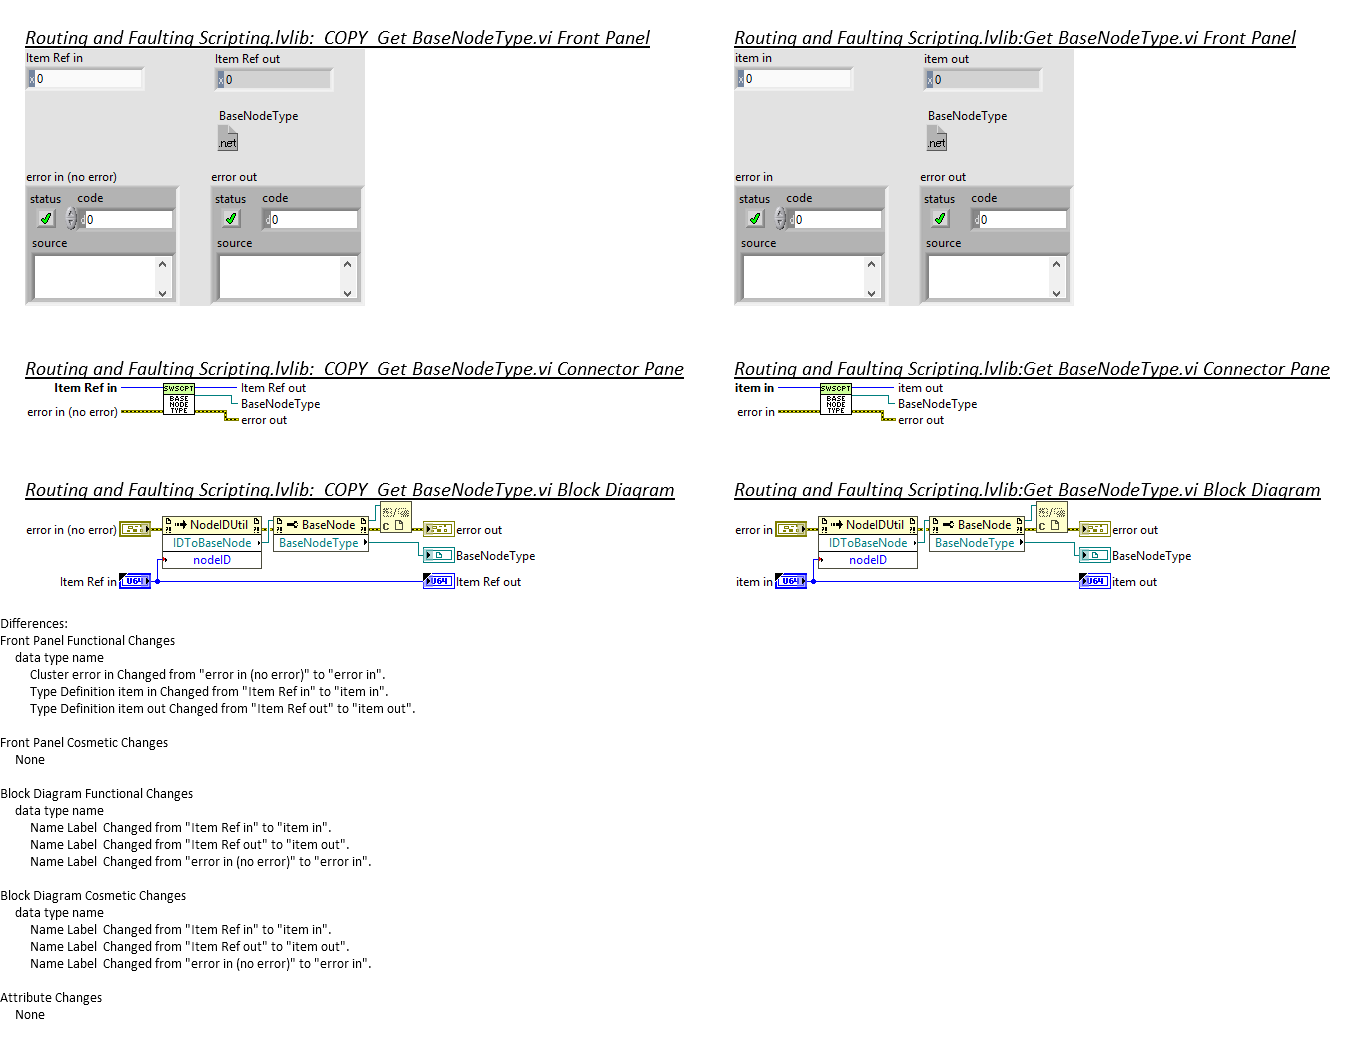 Routing and Faulting Scripting.lvlib:_COPY_Get BaseNodeType.vi Front Panel
Item Ref in
Item Ref out
x 0
x 0
BaseNodeType
.net
error in (no error)
error out
status code
status code
d 0
d 0
source
source
Routing and Faulting Scripting.lvlib:Get BaseNodeType.vi Front Panel
item in
item out
x 0
x 0
BaseNodeType
.net
error in
error out
status code
status code
d 0
d 0
source
source
Routing and Faulting Scripting.lvlib:_COPY_Get BaseNodeType.vi Connector Pane
Item Ref in
SWSCPT
Item Ref out
BASE
NODE
TYPE
BaseNodeType
error in (no error)
error out
Routing and Faulting Scripting.lvlib:Get BaseNodeType.vi Connector Pane
item in
SWSCPT
item out
BASE
NODE
TYPE
BaseNodeType
error in
error out
Routing and Faulting Scripting.lvlib:_COPY_Get BaseNodeType.vi Block Diagram
error in (no error)
NodeIDUtil
BaseNode
error out
IDToBaseNode
BaseNodeType
nodeID
C
BaseNodeType
Item Ref in
U64
U64
Item Ref out
Routing and Faulting Scripting.lvlib:Get BaseNodeType.vi Block Diagram
error in
NodeIDUtil
BaseNode
error out
IDToBaseNode
BaseNodeType
nodeID
C
BaseNodeType
item in
U64
U64
item out
Differences:
Front Panel Functional Changes
data type name
Cluster error in Changed from "error in (no error)" to "error in".
Type Definition item in Changed from "Item Ref in" to "item in".
Type Definition item out Changed from "Item Ref out" to "item out".
Front Panel Cosmetic Changes
None
Block Diagram Functional Changes
data type name
Name Label  Changed from "Item Ref in" to "item in".
Name Label  Changed from "Item Ref out" to "item out".
Name Label  Changed from "error in (no error)" to "error in".
Block Diagram Cosmetic Changes
data type name
Name Label  Changed from "Item Ref in" to "item in".
Name Label  Changed from "Item Ref out" to "item out".
Name Label  Changed from "error in (no error)" to "error in".
Attribute Changes
None